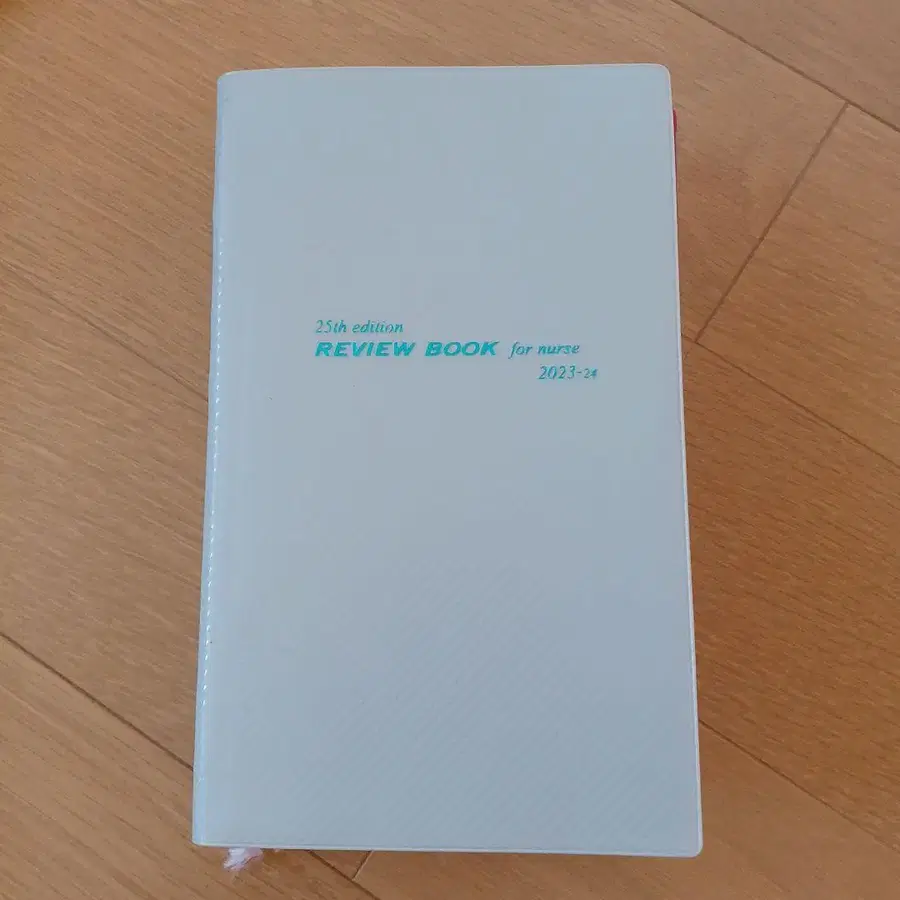 25th edition
REVIEW BOOK for nurse
2023-24